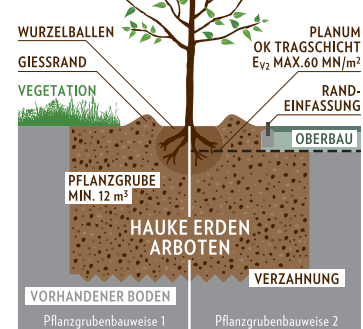 WURZELBALLEN
GIESSRAND
VEGETATION
PLANUM
OK TRAGSCHICHT
EV2 MAX.60 MN/m²
RAND-
EINFASSUNG
OBERBAU
PFLANZGRUBE
MIN. 12 m³
HAUKE ERDEN
ARBOTEN
VERZAHNUNG
VORHANDENER BODEN
Pflanzgrubenbauweise 1
Pflanzgrubenbauweise 2